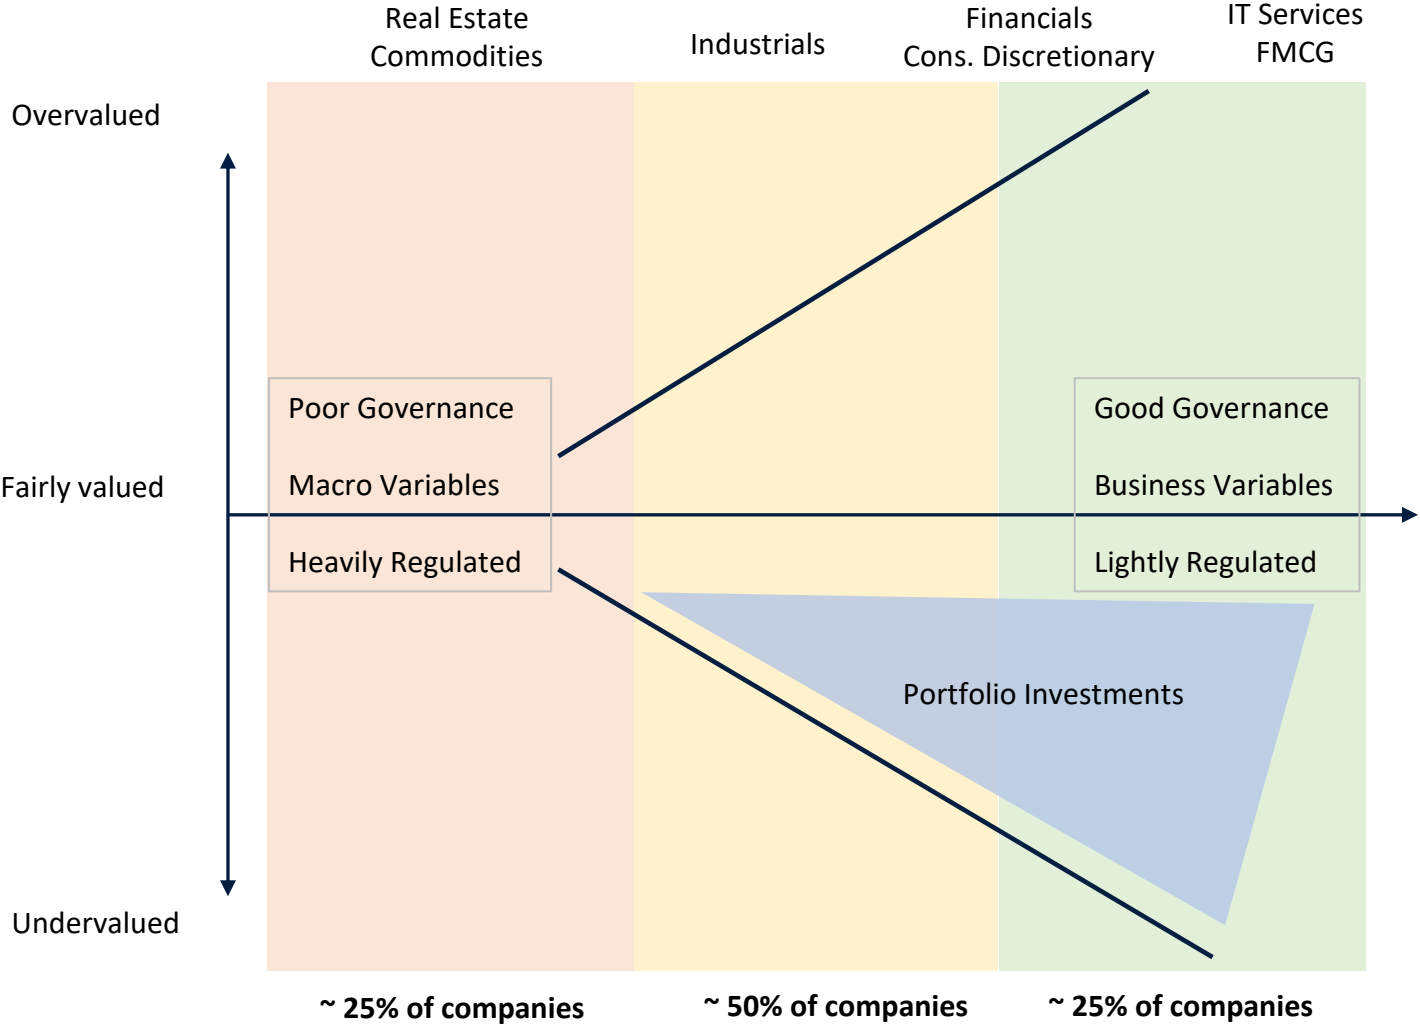 Real Estate
Commodities
Industrials
Financials
Cons. Discretionary
IT Services
FMCG
Overvalued
Fairly valued
Undervalued
Poor Governance
Macro Variables
Heavily Regulated
Good Governance
Business Variables
Lightly Regulated
Portfolio Investments
~ 25% of companies
~ 50% of companies
~ 25% of companies